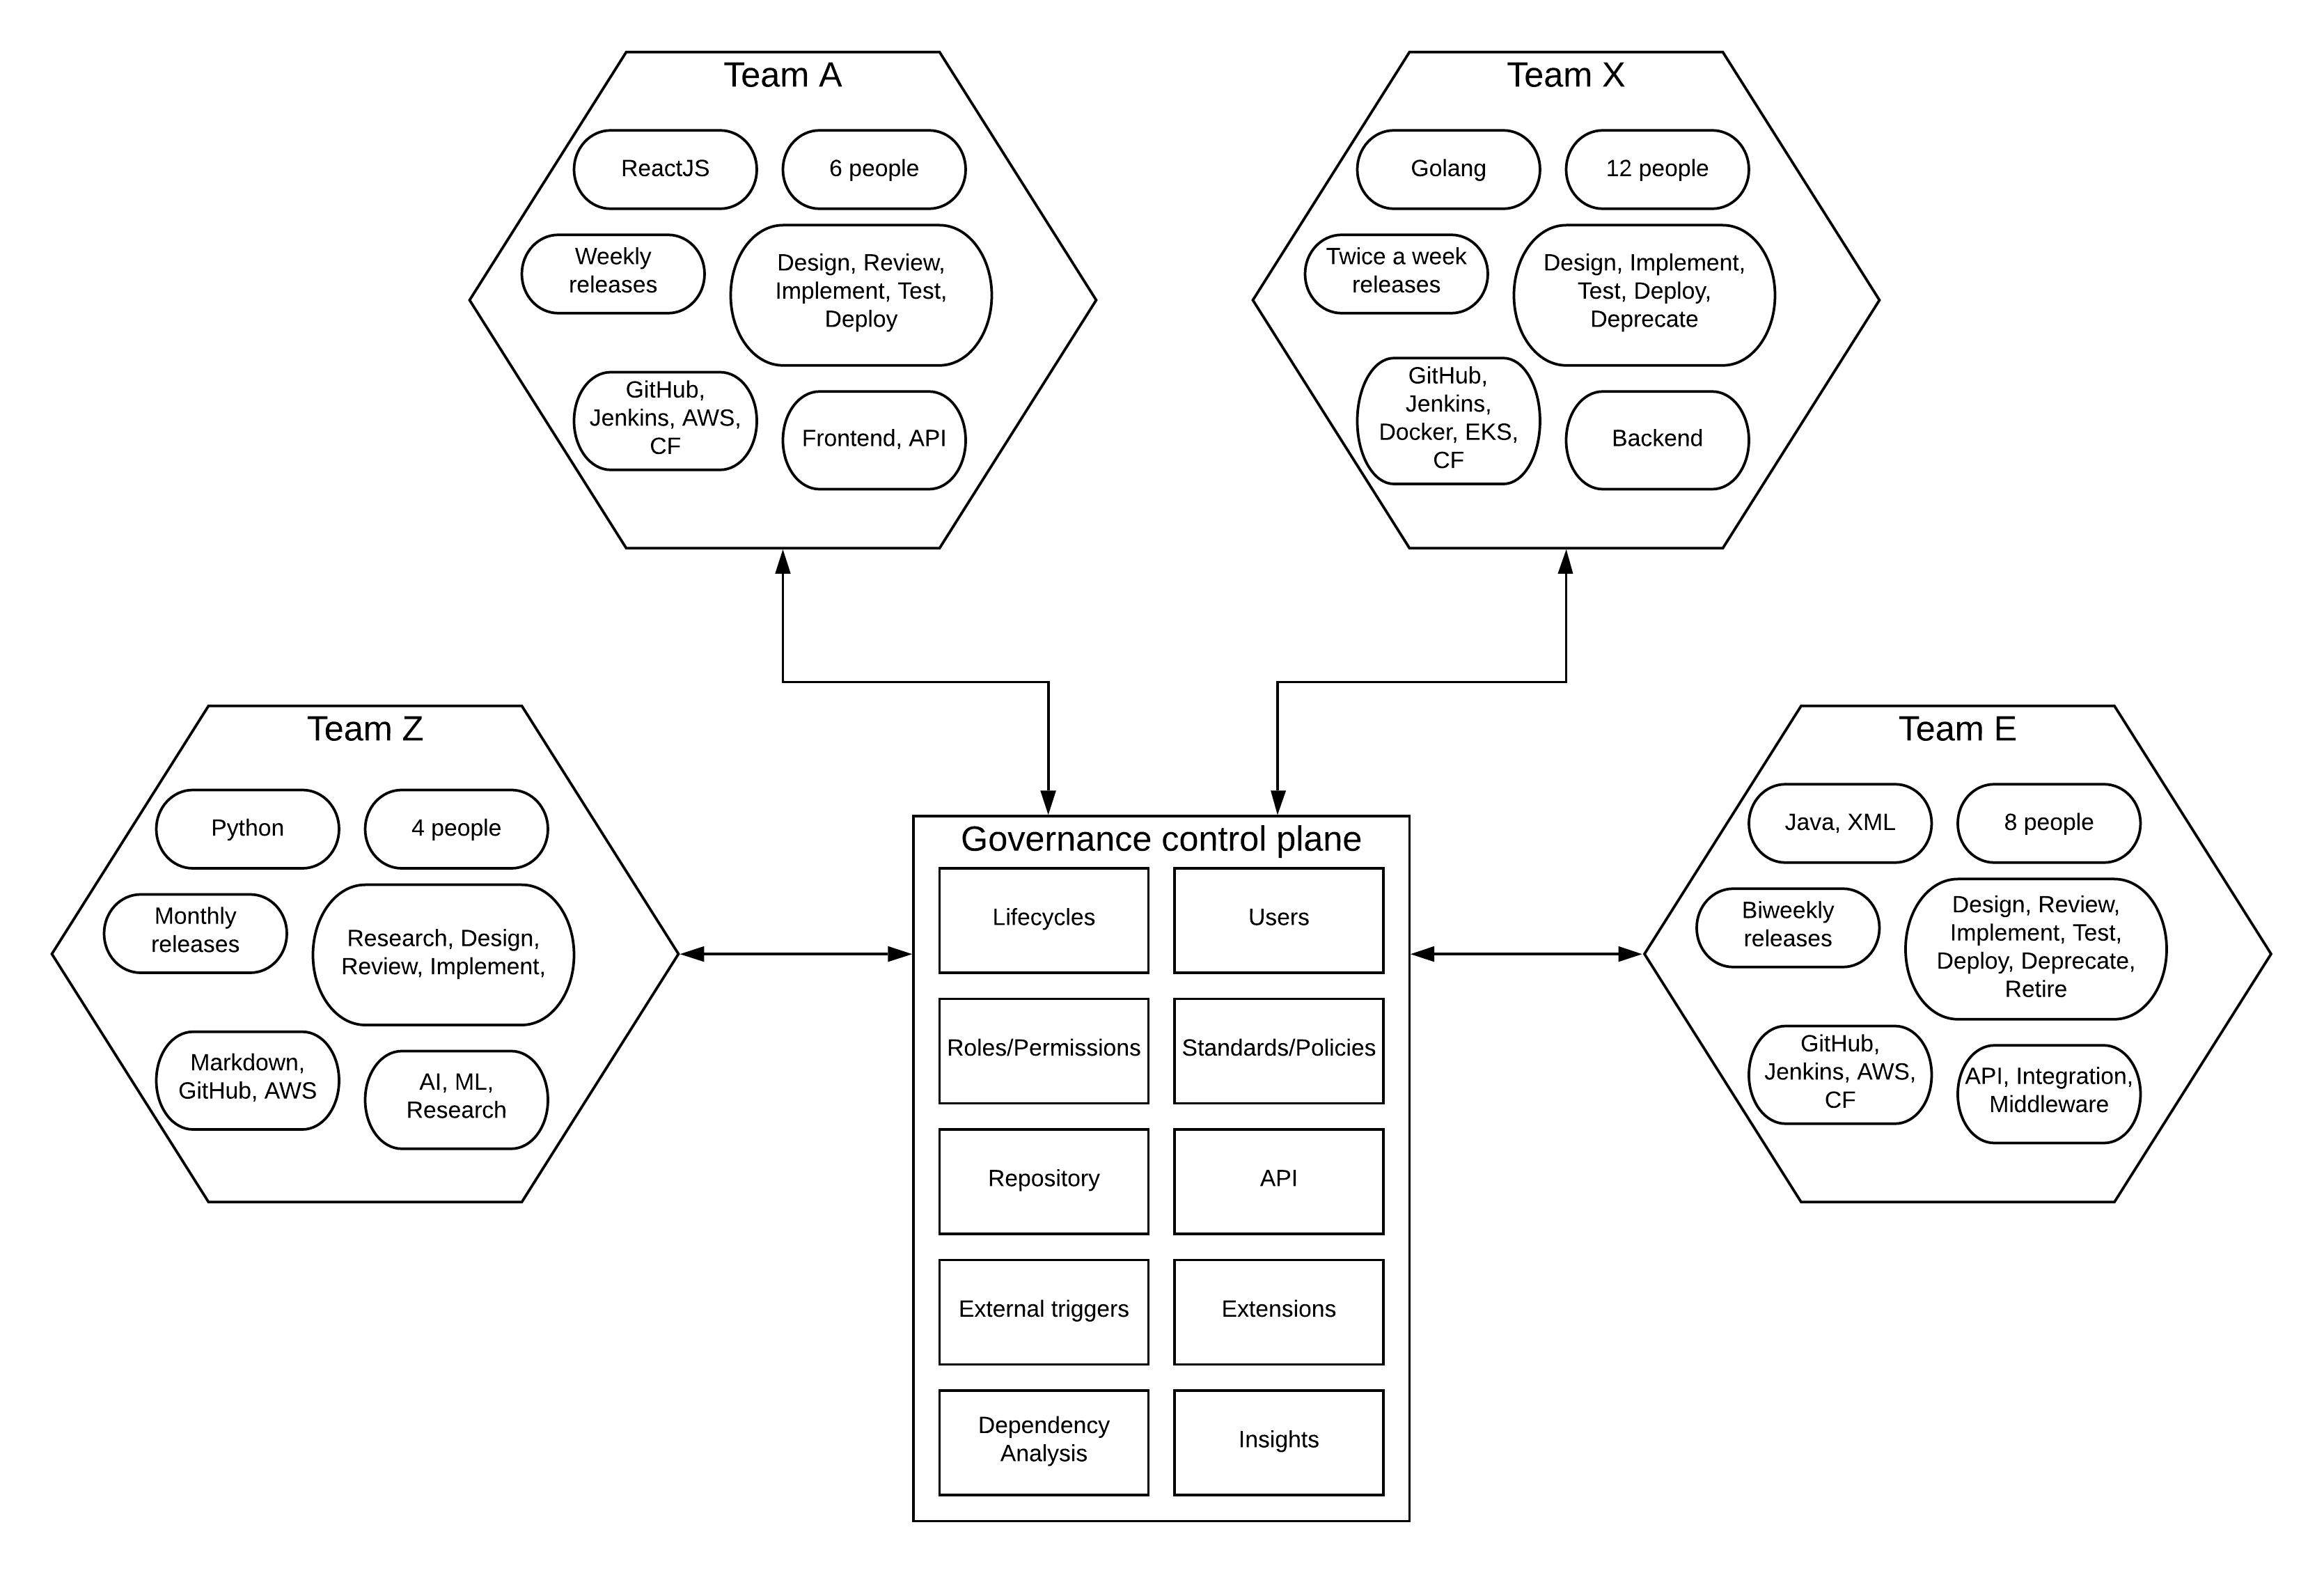 Team A
ReactJS
6 people
Weekly
releases
Design, Review,
Implement, Test,
Deploy
GitHub,
Jenkins, AWS,
CF
Frontend, API
Team X
Golang
12 people
Twice a week
releases
Design, Implement,
Test, Deploy,
Deprecate
GitHub,
Jenkins,
Docker, EKS,
CF
Backend
Team Z
Python
4 people
Monthly
releases
Research, Design,
Review, Implement,
Markdown,
GitHub, AWS
AI, ML,
Research
Governance control plane
Lifecycles
Users
Roles/Permissions
Standards/Policies
Repository
API
External triggers
Extensions
Dependency
Analysis
Insights
Team E
Java, XML
8 people
Biweekly
releases
Design, Review,
Implement, Test,
Deploy, Deprecate,
Retire
GitHub,
Jenkins, AWS,
CF
API, Integration,
Middleware